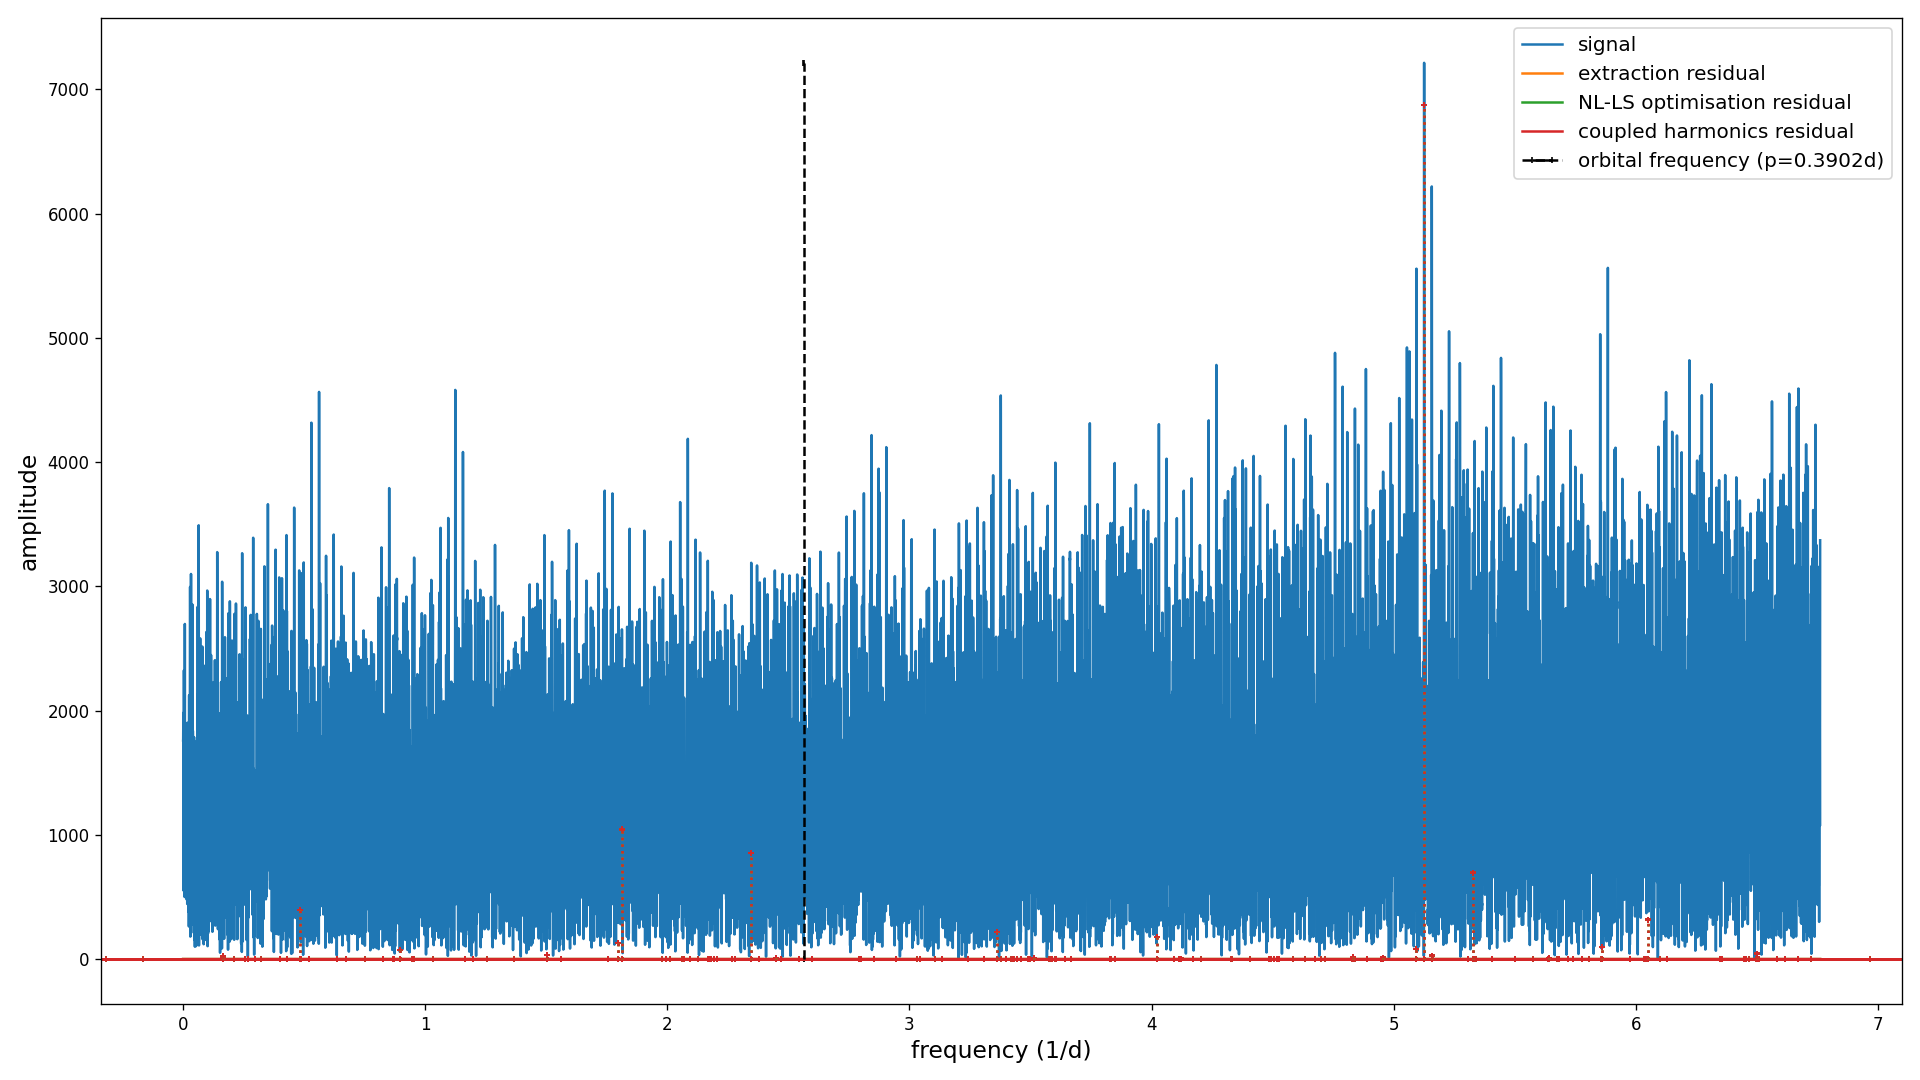 signal
extraction residual
NL-LS optimisation residual
coupled harmonics residual
orbital frequency (p=0.3902d)
amplitude
7000
6000
5000
4000
3000
2000
1000
0
0 1 2 3 4 5 6 7
frequency (1/d)